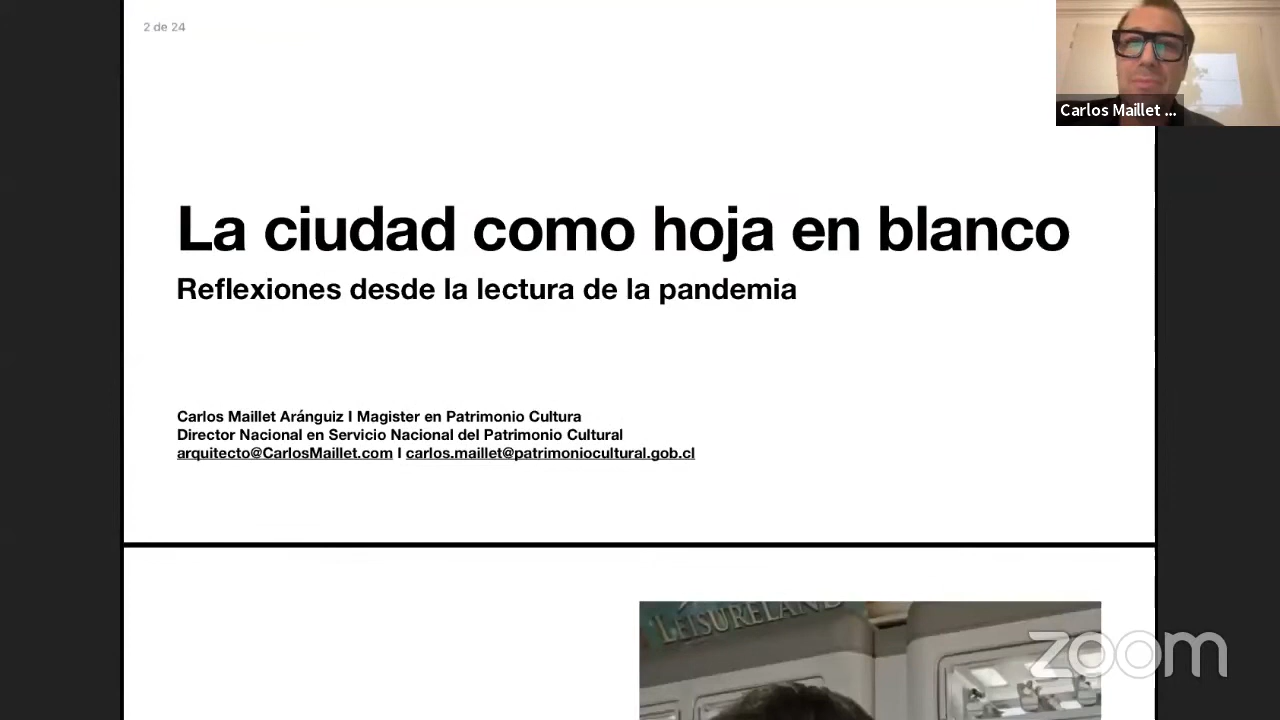 2 de 24
Carlos Maillet ...
La ciudad como hoja en blanco
Reflexiones desde la lectura de la pandemia
Carlos Maillet Aránguiz I Magister en Patrimonio Cultura
Director Nacional en Servicio Nacional del Patrimonio Cultural
arquitecto@CarlosMaillet.com I carlos.maillet@patrimoniocultural.gob.cl
LEISURELAND
zoom